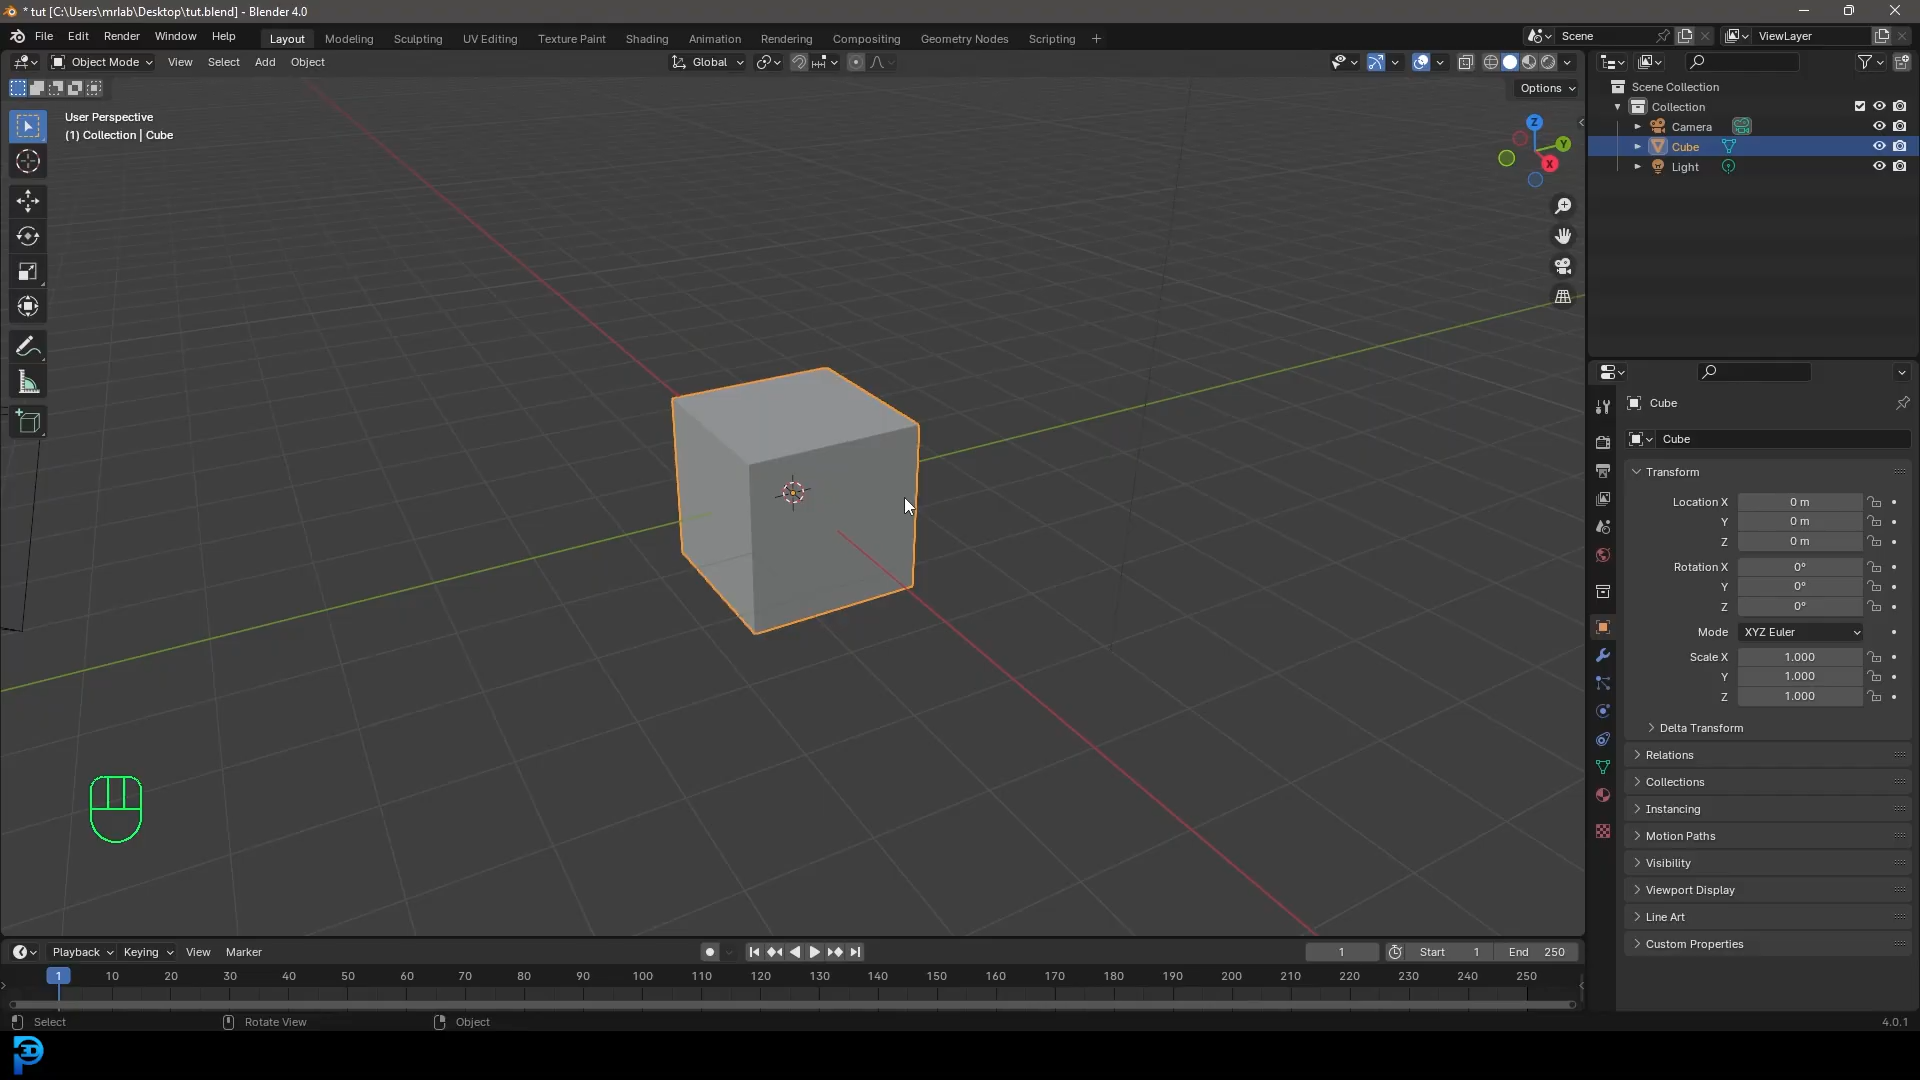 * tut [C:\Users\mrlab\Desktop\tut.blend] - Blender 4.0
File Edit Render Window Help Layout Modeling Sculpting UV Editing Texture Paint Shading Animation Rendering Compositing Geometry Nodes Scripting + Scene ViewLayer
Object Mode View Select Add Object Global
Options
User Perspective
(1) Collection | Cube
Z
Y
X
Scene Collection
Collection
Camera
Cube
Light
Cube
Cube
Transform
Location X 0 m
Y 0 m
Z 0 m
Rotation X 0°
Y 0°
Z 0°
Mode XYZ Euler
Scale X 1.000
Y 1.000
Z 1.000
Delta Transform
Relations
Collections
Instancing
Motion Paths
Visibility
Viewport Display
Line Art
Custom Properties
Playback Keying View Marker 1 Start 1 End 250
1 10 20 30 40 50 60 70 80 90 100 110 120 130 140 150 160 170 180 190 200 210 220 230 240 250
Select Rotate View Object 4.0.1
3D